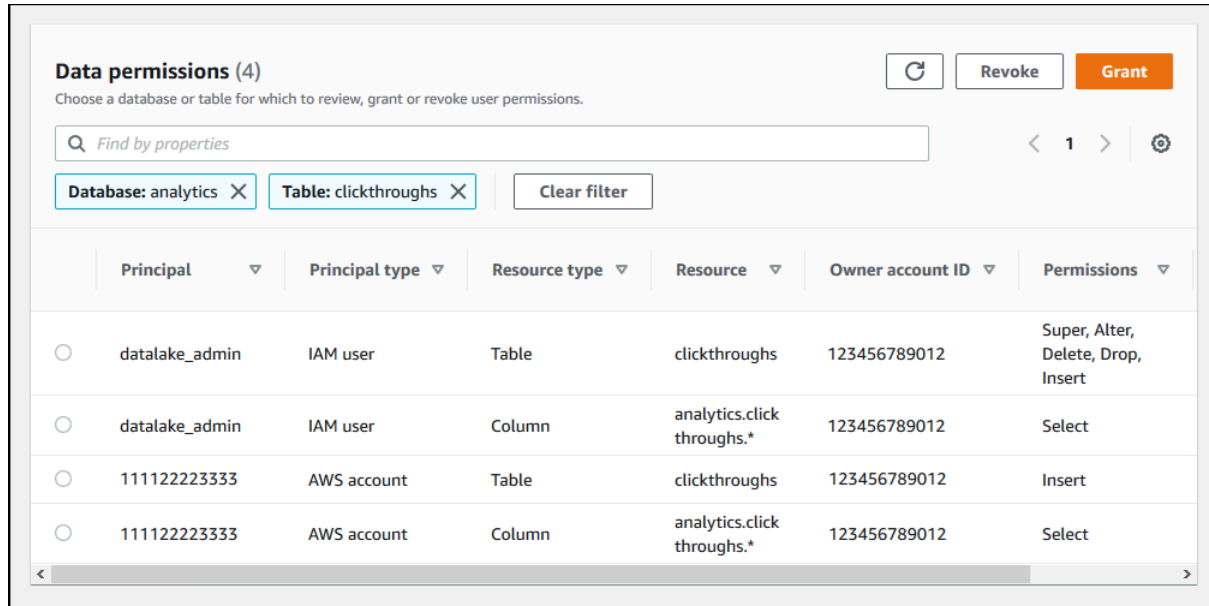 Data permissions (4)
Revoke
Grant
Choose a database or table for which to review, grant or revoke user permissions.
Find by properties
1
Database: analytics
Table: clickthroughs
Clear filter
Principal Principal type Resource type Resource Owner account ID Permissions
datalake_admin IAM user Table clickthroughs 123456789012 Super, Alter,
Delete, Drop,
Insert
datalake_admin IAM user Column analytics.click
throughs.* 123456789012 Select
111122223333 AWS account Table clickthroughs 123456789012 Insert
111122223333 AWS account Column analytics.click
throughs.* 123456789012 Select